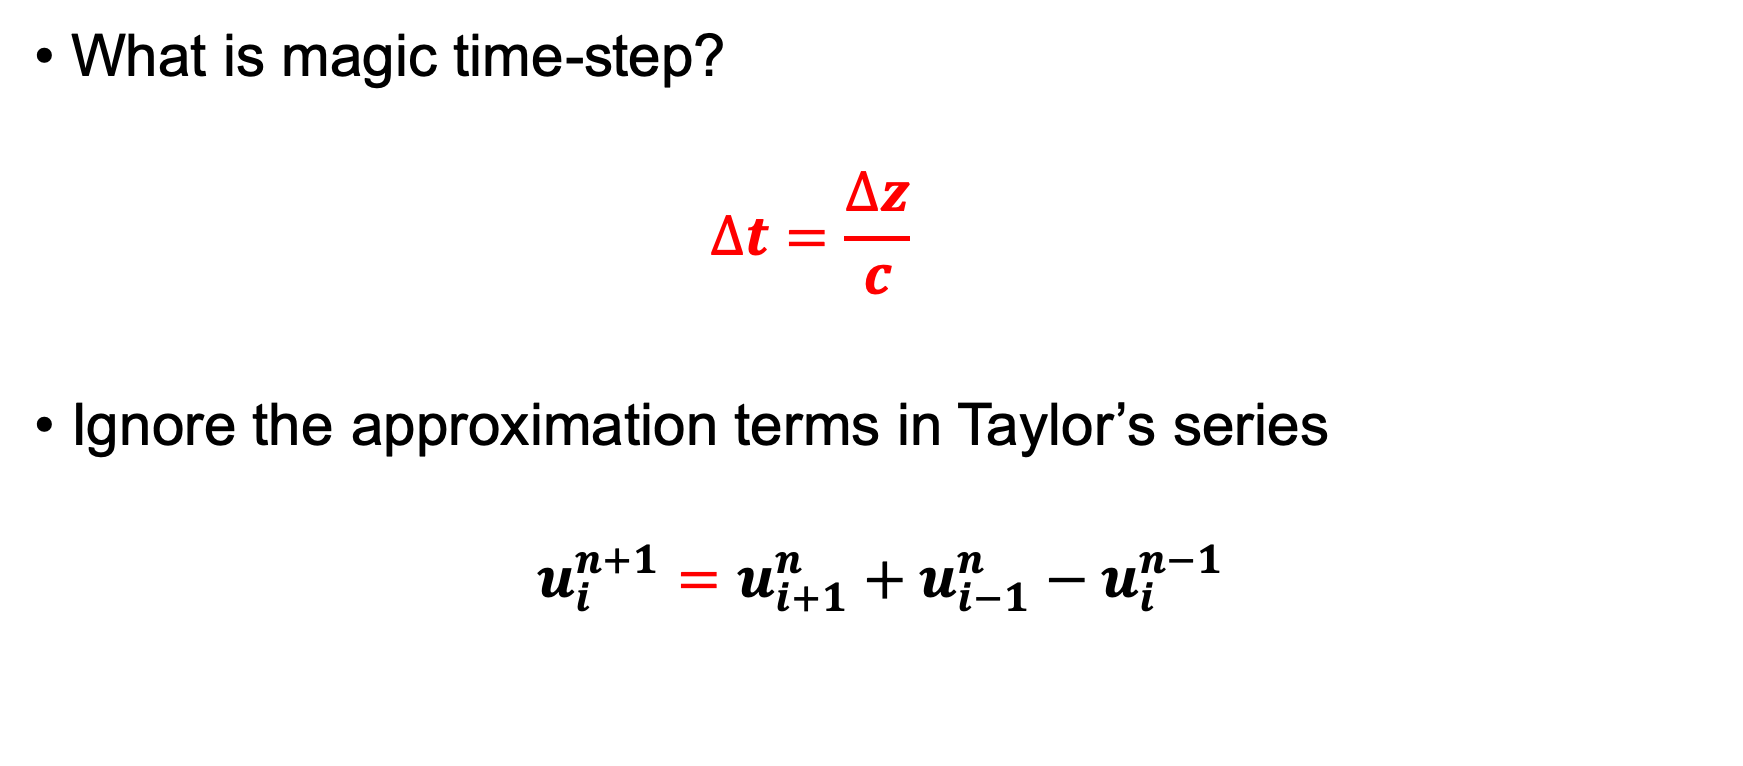 • What is magic time-step?
Δt = Δz/c
• Ignore the approximation terms in Taylor’s series
u_i^{n+1} = u_{i+1}^n + u_{i−1}^n − u_i^{n−1}